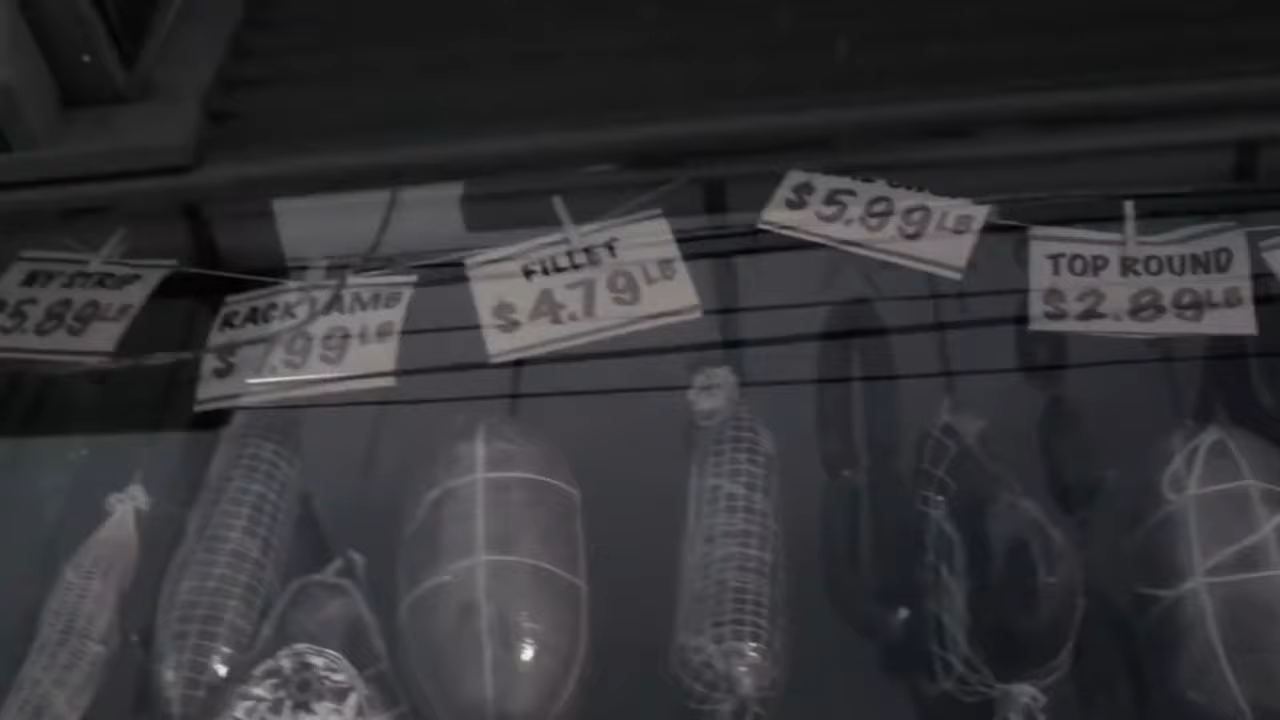 NY STRIP
$5.89 LB
RACK LAMB
$7.99 LB
FILLET
$4.79 LB
$5.99 LB
TOP ROUND
$2.89 LB